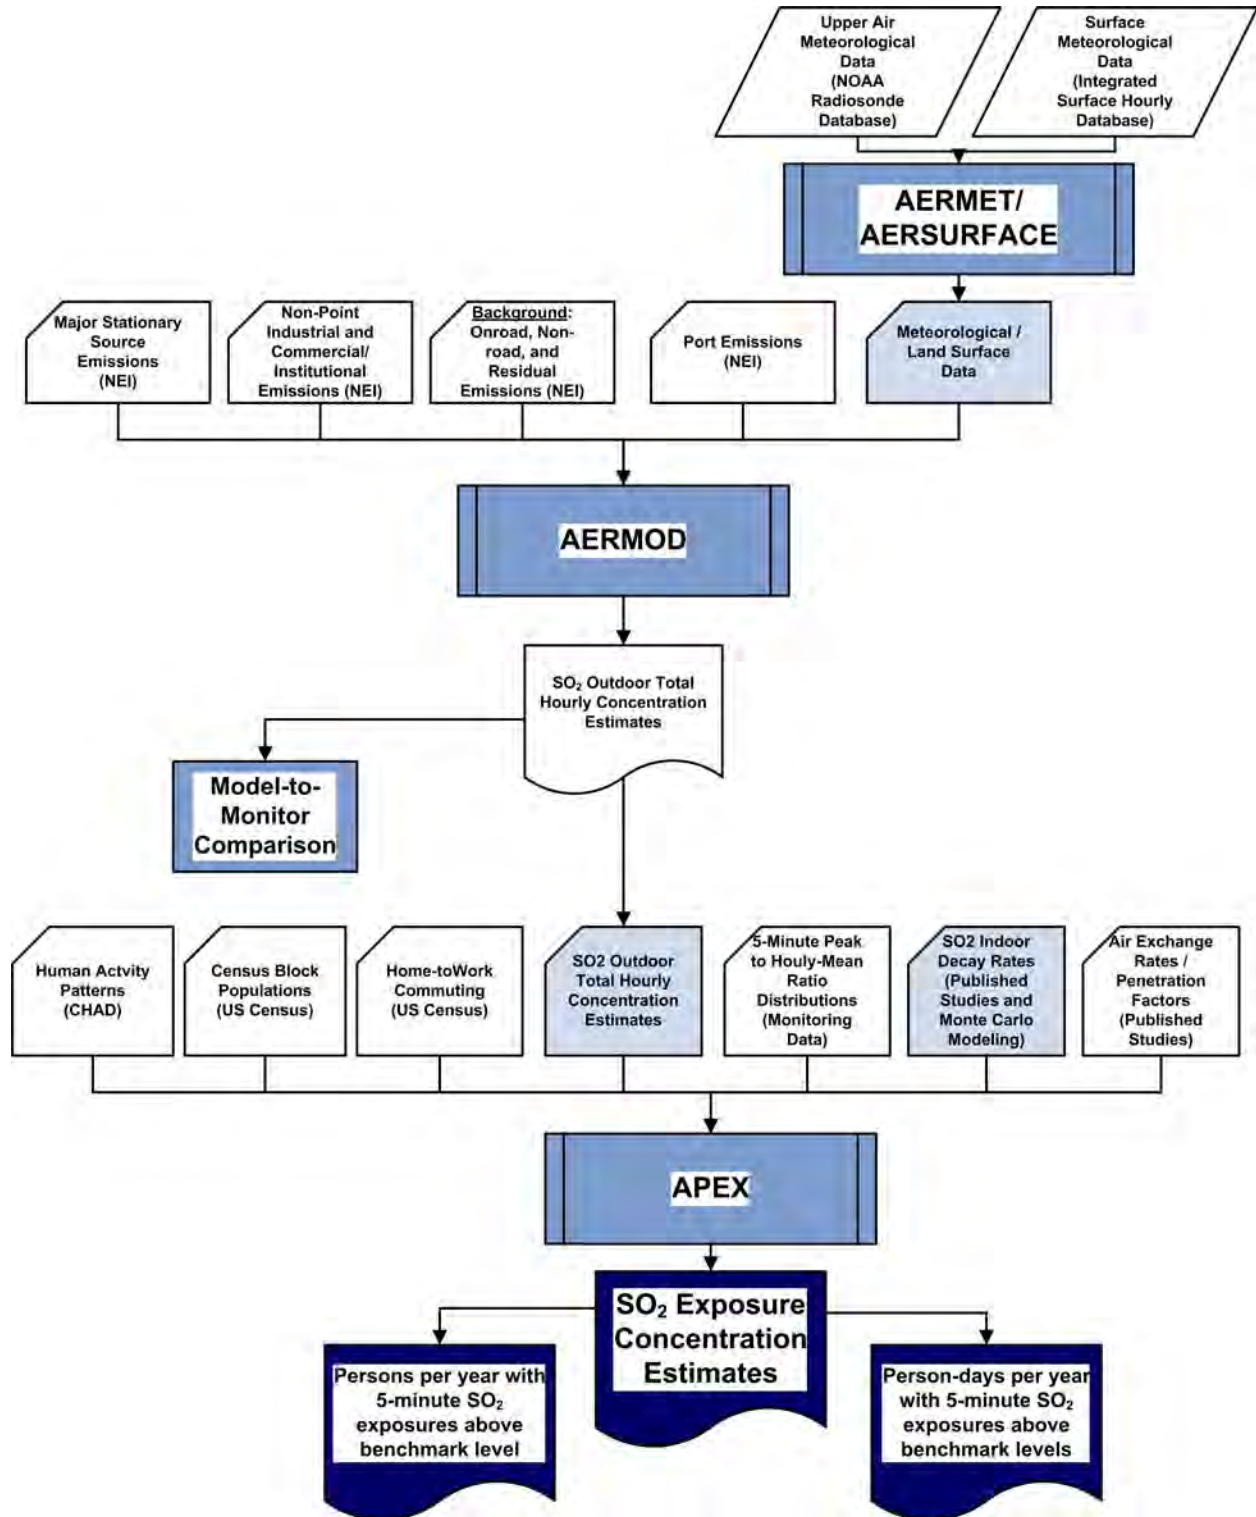 Upper Air
Meteorological
Data
(NOAA
Radiosonde
Database)
Surface
Meteorological
Data
(Integrated
Surface Hourly
Database)
AERMET/
AERSURFACE
Major Stationary
Source
Emissions
(NEI)
Non-Point
Industrial and
Commercial/
Institutional
Emissions (NEI)
Background:
Onroad, Non-
road, and
Residual
Emissions (NEI)
Port Emissions
(NEI)
Meteorological /
Land Surface
Data
AERMOD
SO₂ Outdoor Total
Hourly Concentration
Estimates
Model-to-
Monitor
Comparison
Human Actvity
Patterns
(CHAD)
Census Block
Populations
(US Census)
Home-toWork
Commuting
(US Census)
SO2 Outdoor
Total Hourly
Concentration
Estimates
5-Minute Peak
to Houly-Mean
Ratio
Distributions
(Monitoring
Data)
SO2 Indoor
Decay Rates
(Published
Studies and
Monte Carlo
Modeling)
Air Exchange
Rates /
Penetration
Factors
(Published
Studies)
APEX
SO₂ Exposure
Concentration
Estimates
Persons per year with
5-minute SO₂
exposures above
benchmark level
Person-days per year
with 5-minute SO₂
exposures above
benchmark levels